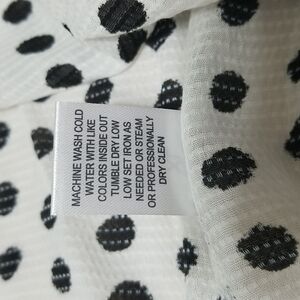 MACHINE WASH COLD
WATER WITH LIKE
COLORS INSIDE OUT
TUMBLE DRY LOW
LOW SET IRON AS
NEEDED OR STEAM
OR PROFESSIONALLY
DRY CLEAN